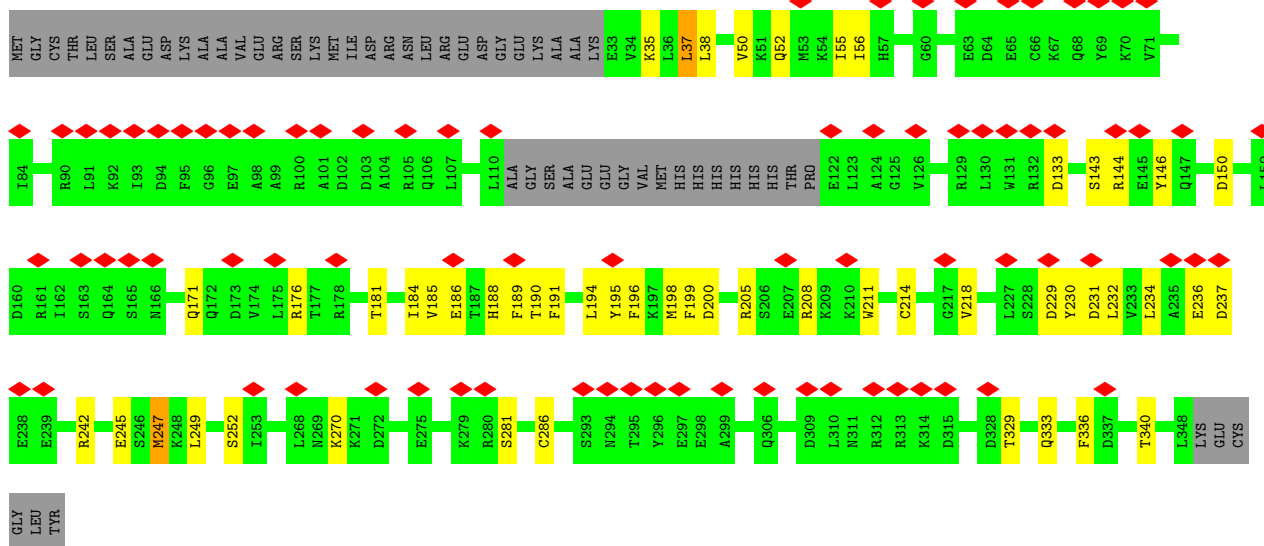 MET GLY CYS THR LEU SER ALA GLU ASP LYS ALA ALA VAL GLU ARG SER LYS MET ILE ASP ARG ASN LEU ARG GLU ASP GLY GLU LYS ALA ALA LYS E33 V34 K35 L36 L37 L38 V50 K51 Q52 M53 K54 I55 I56 H57 G60 E63 D64 E65 C66 K67 Q68 Y69 K70 V71
I84 R90 L91 K92 I93 D94 F95 G96 E97 A98 A99 R100 A101 D102 D103 A104 R105 Q106 L107 L110 ALA GLY SER ALA GLU GLU GLY VAL MET HIS HIS HIS HIS HIS HIS THR PRO E122 L123 A124 G125 V126 R129 L130 W131 R132 D133 S143 R144 E145 Y146 Q147 D150 L159
D160 R161 I162 S163 Q164 S165 N166 Q171 Q172 D173 V174 L175 R176 T177 R178 T181 I184 V185 E186 T187 H188 F189 T190 F191 L194 Y195 F196 K197 M198 F199 D200 R205 S206 E207 R208 K209 K210 W211 C214 G217 V218 L227 S228 D229 Y230 D231 L232 V233 L234 A235 E236 D237
E238 E239 R242 E245 S246 M247 K248 L249 S252 I253 L268 N269 K270 K271 D272 E275 K279 R280 S281 C286 S293 N294 T295 Y296 E297 E298 A299 Q306 D309 L310 N311 R312 R313 K314 D315 D328 T329 Q333 F336 D337 T340 L348 LYS GLU CYS
GLY LEU TYR